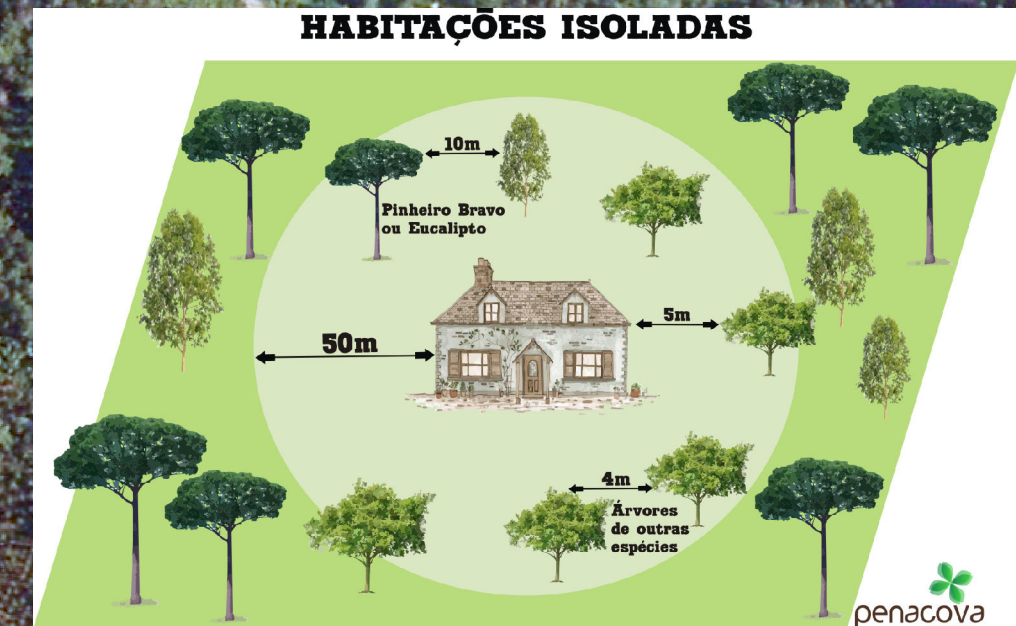 HABITAÇÕES ISOLADAS
10m
Pinheiro Bravo
ou Eucalipto
5m
50m
4m
Árvores
de outras
espécies
penacova